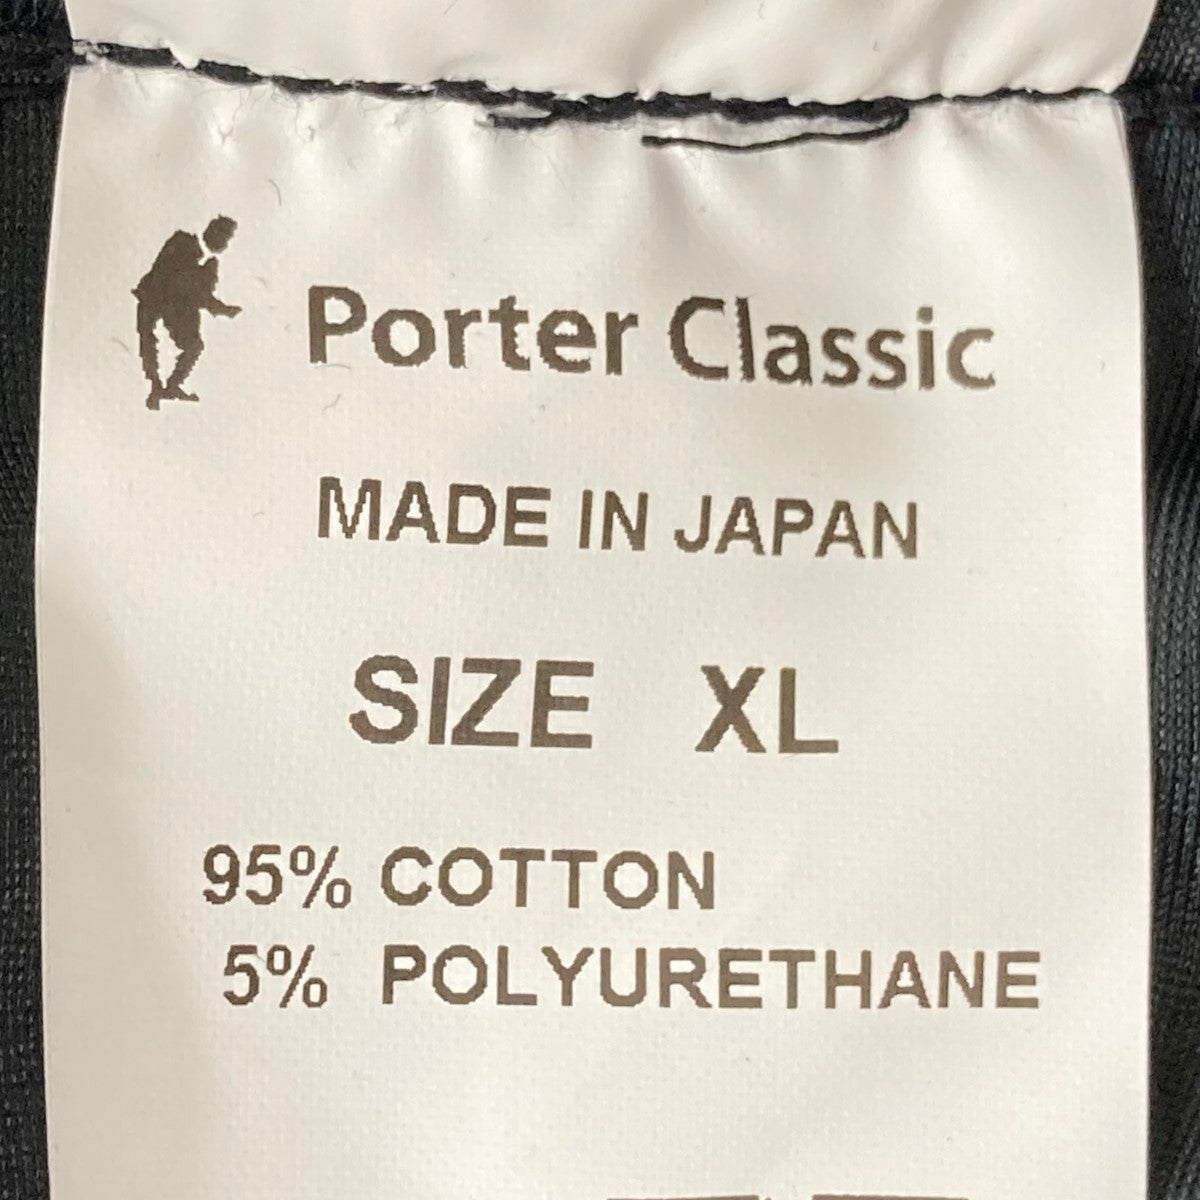 Porter Classic
MADE IN JAPAN
SIZE XL
95% COTTON
5% POLYURETHANE